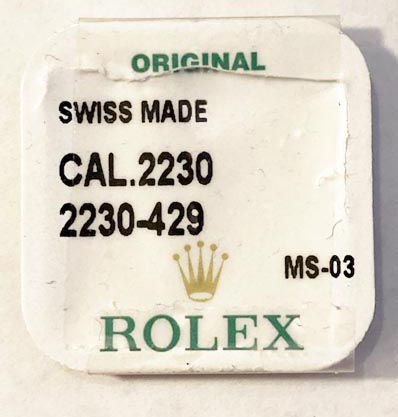 ORIGINAL
SWISS MADE
CAL.2230
2230-429
MS-03
ROLEX